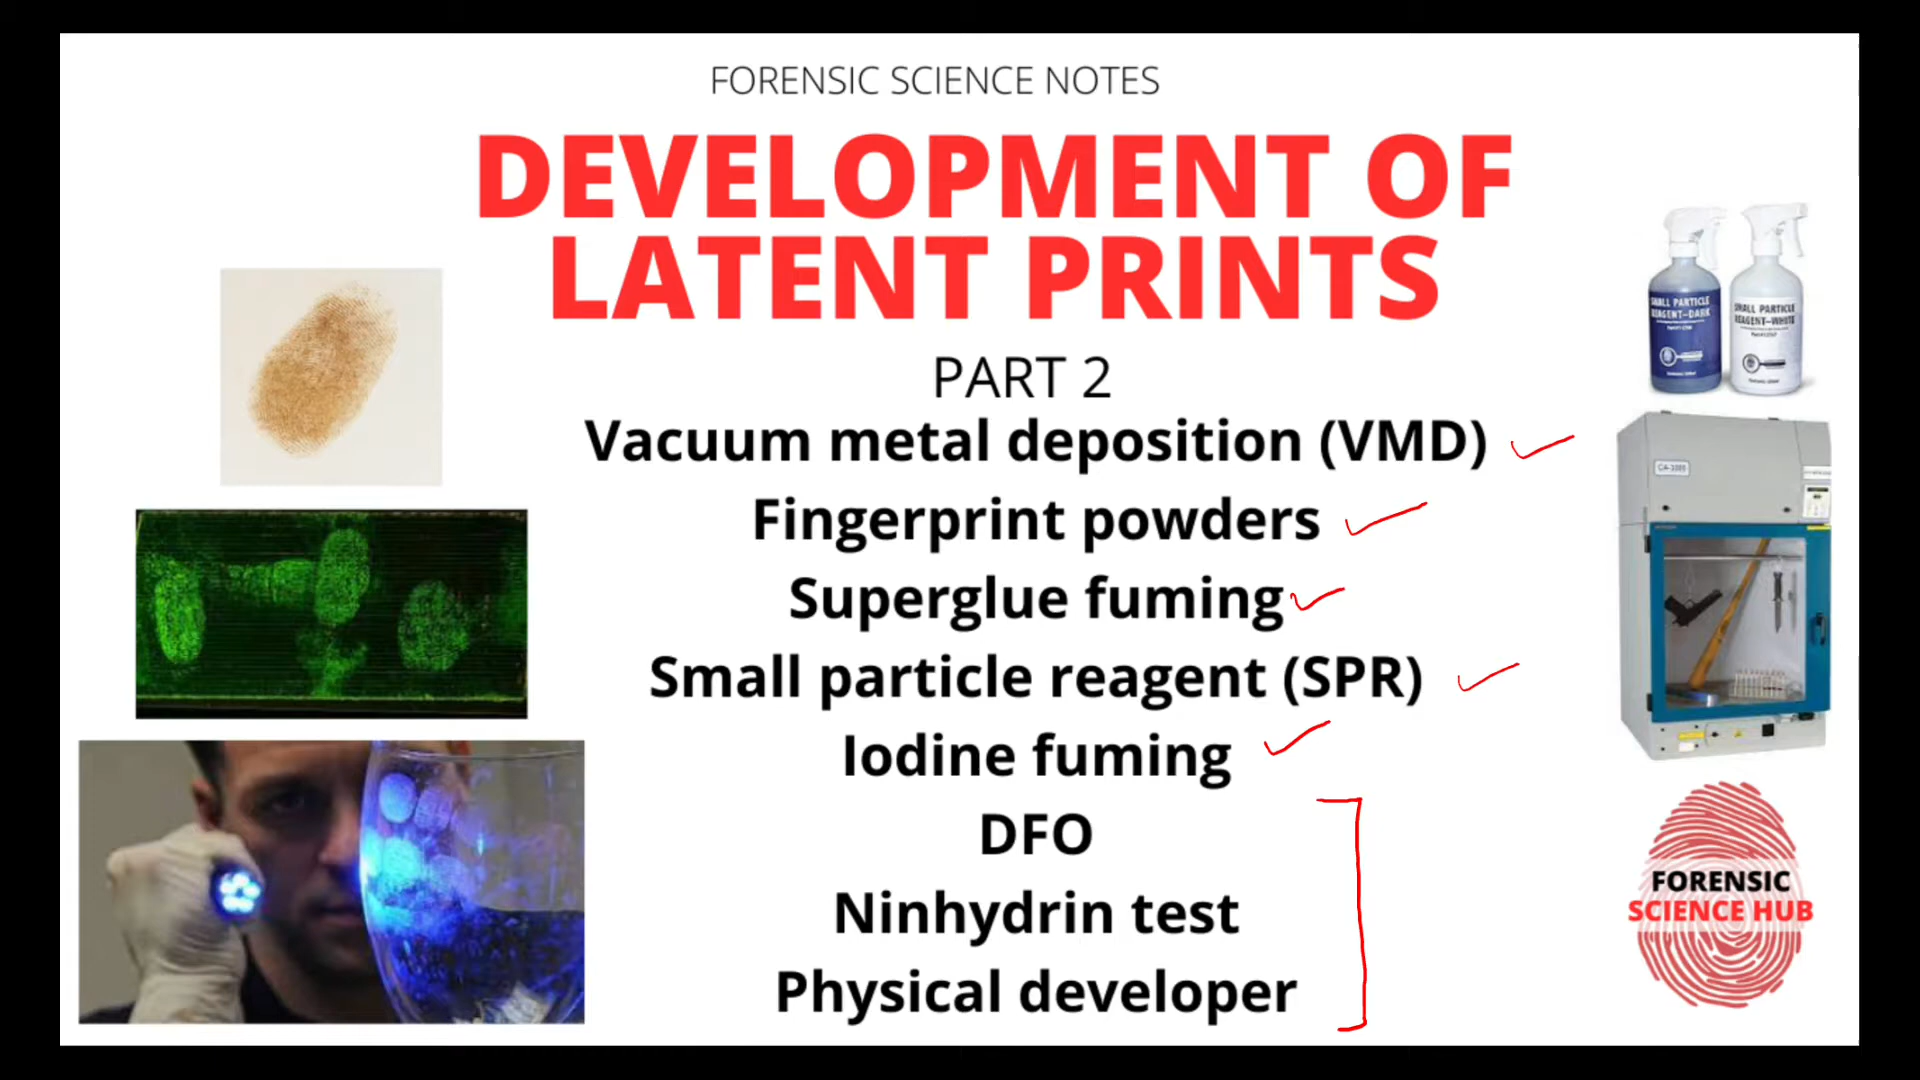 FORENSIC SCIENCE NOTES
DEVELOPMENT OF
LATENT PRINTS
PART 2
Vacuum metal deposition (VMD)
Fingerprint powders
Superglue fuming
Small particle reagent (SPR)
Iodine fuming
DFO
Ninhydrin test
Physical developer
SMALL PARTICLE
REAGENT-DARK
SMALL PARTICLE
REAGENT-WHITE
FORENSIC
SCIENCE HUB